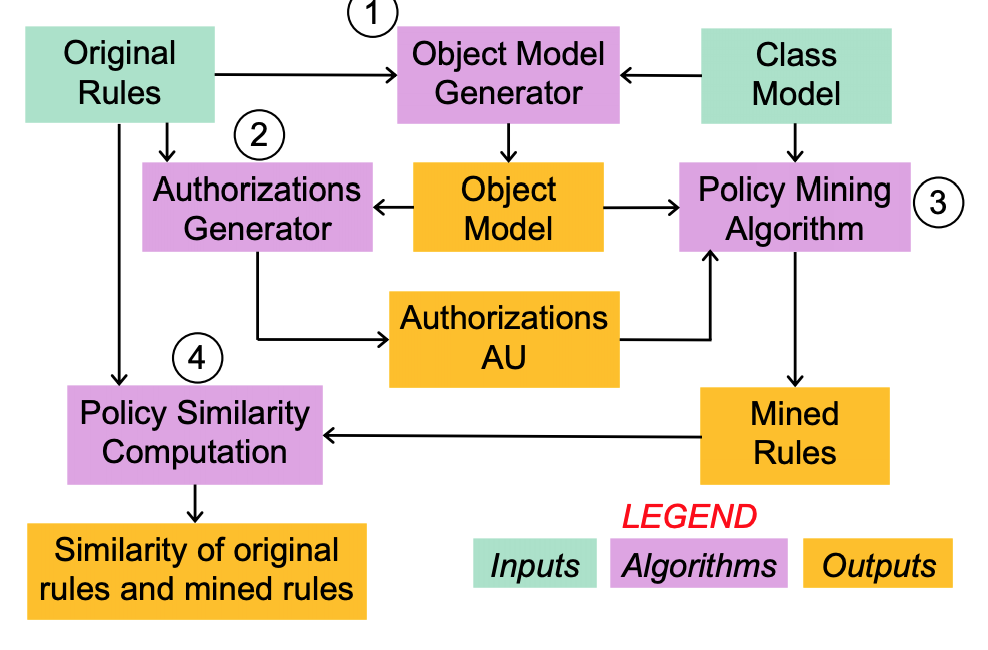 1
Original
Rules
Object Model
Generator
Class
Model
2
Authorizations
Generator
Object
Model
Policy Mining
Algorithm
3
Authorizations
AU
4
Policy Similarity
Computation
Mined
Rules
Similarity of original
rules and mined rules
LEGEND
Inputs
Algorithms
Outputs